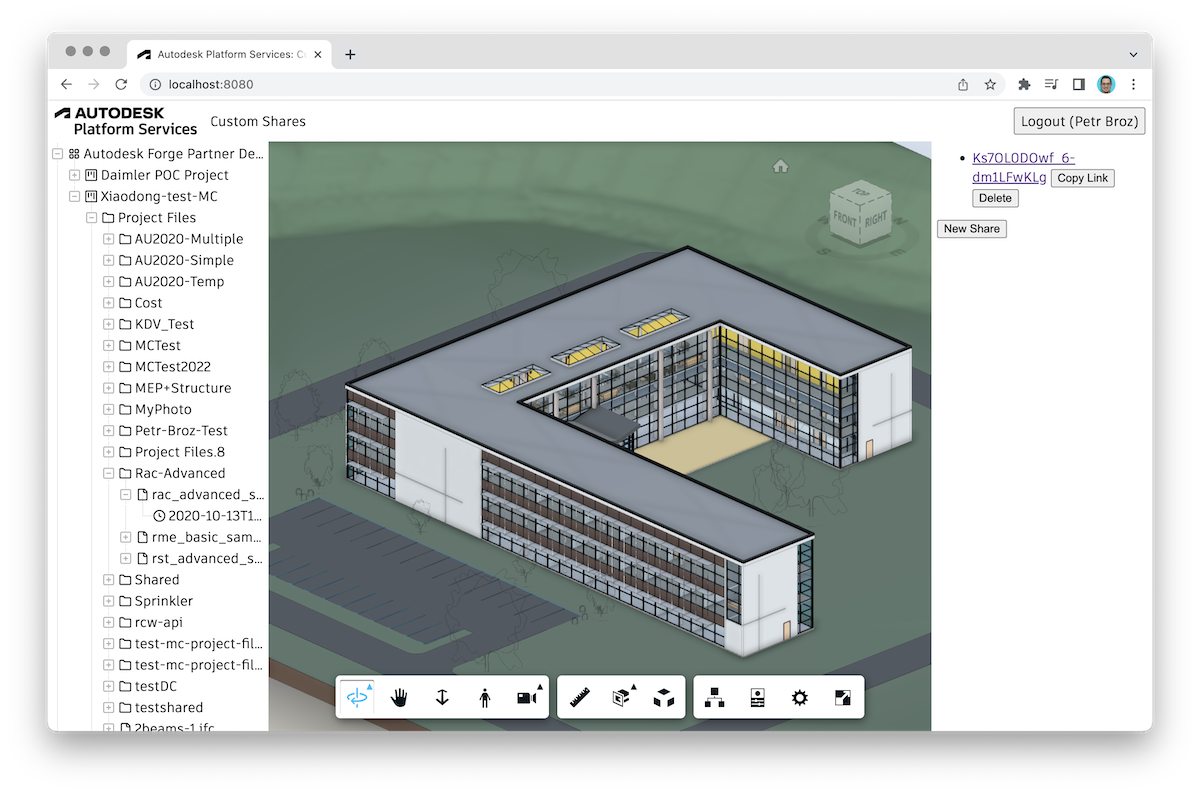 Autodesk Platform Services: C
localhost:8080
AUTODESK
Platform Services
Custom Shares
Logout (Petr Broz)
Autodesk Forge Partner De...
Daimler POC Project
Xiaodong-test-MC
Project Files
AU2020-Multiple
AU2020-Simple
AU2020-Temp
Cost
KDV_Test
MCTest
MCTest2022
MEP+Structure
MyPhoto
Petr-Broz-Test
Project Files.8
Rac-Advanced
rac_advanced_s...
2020-10-13T1...
rme_basic_sam...
rst_advanced_s...
Shared
Sprinkler
rcw-api
test-mc-project-fil...
test-mc-project-fil...
testDC
testshared
2beams-1.ifc
TOP
FRONT
RIGHT
S
E
Ks7OL0DOwf_6-
dm1LFwKLg Copy Link
Delete
New Share